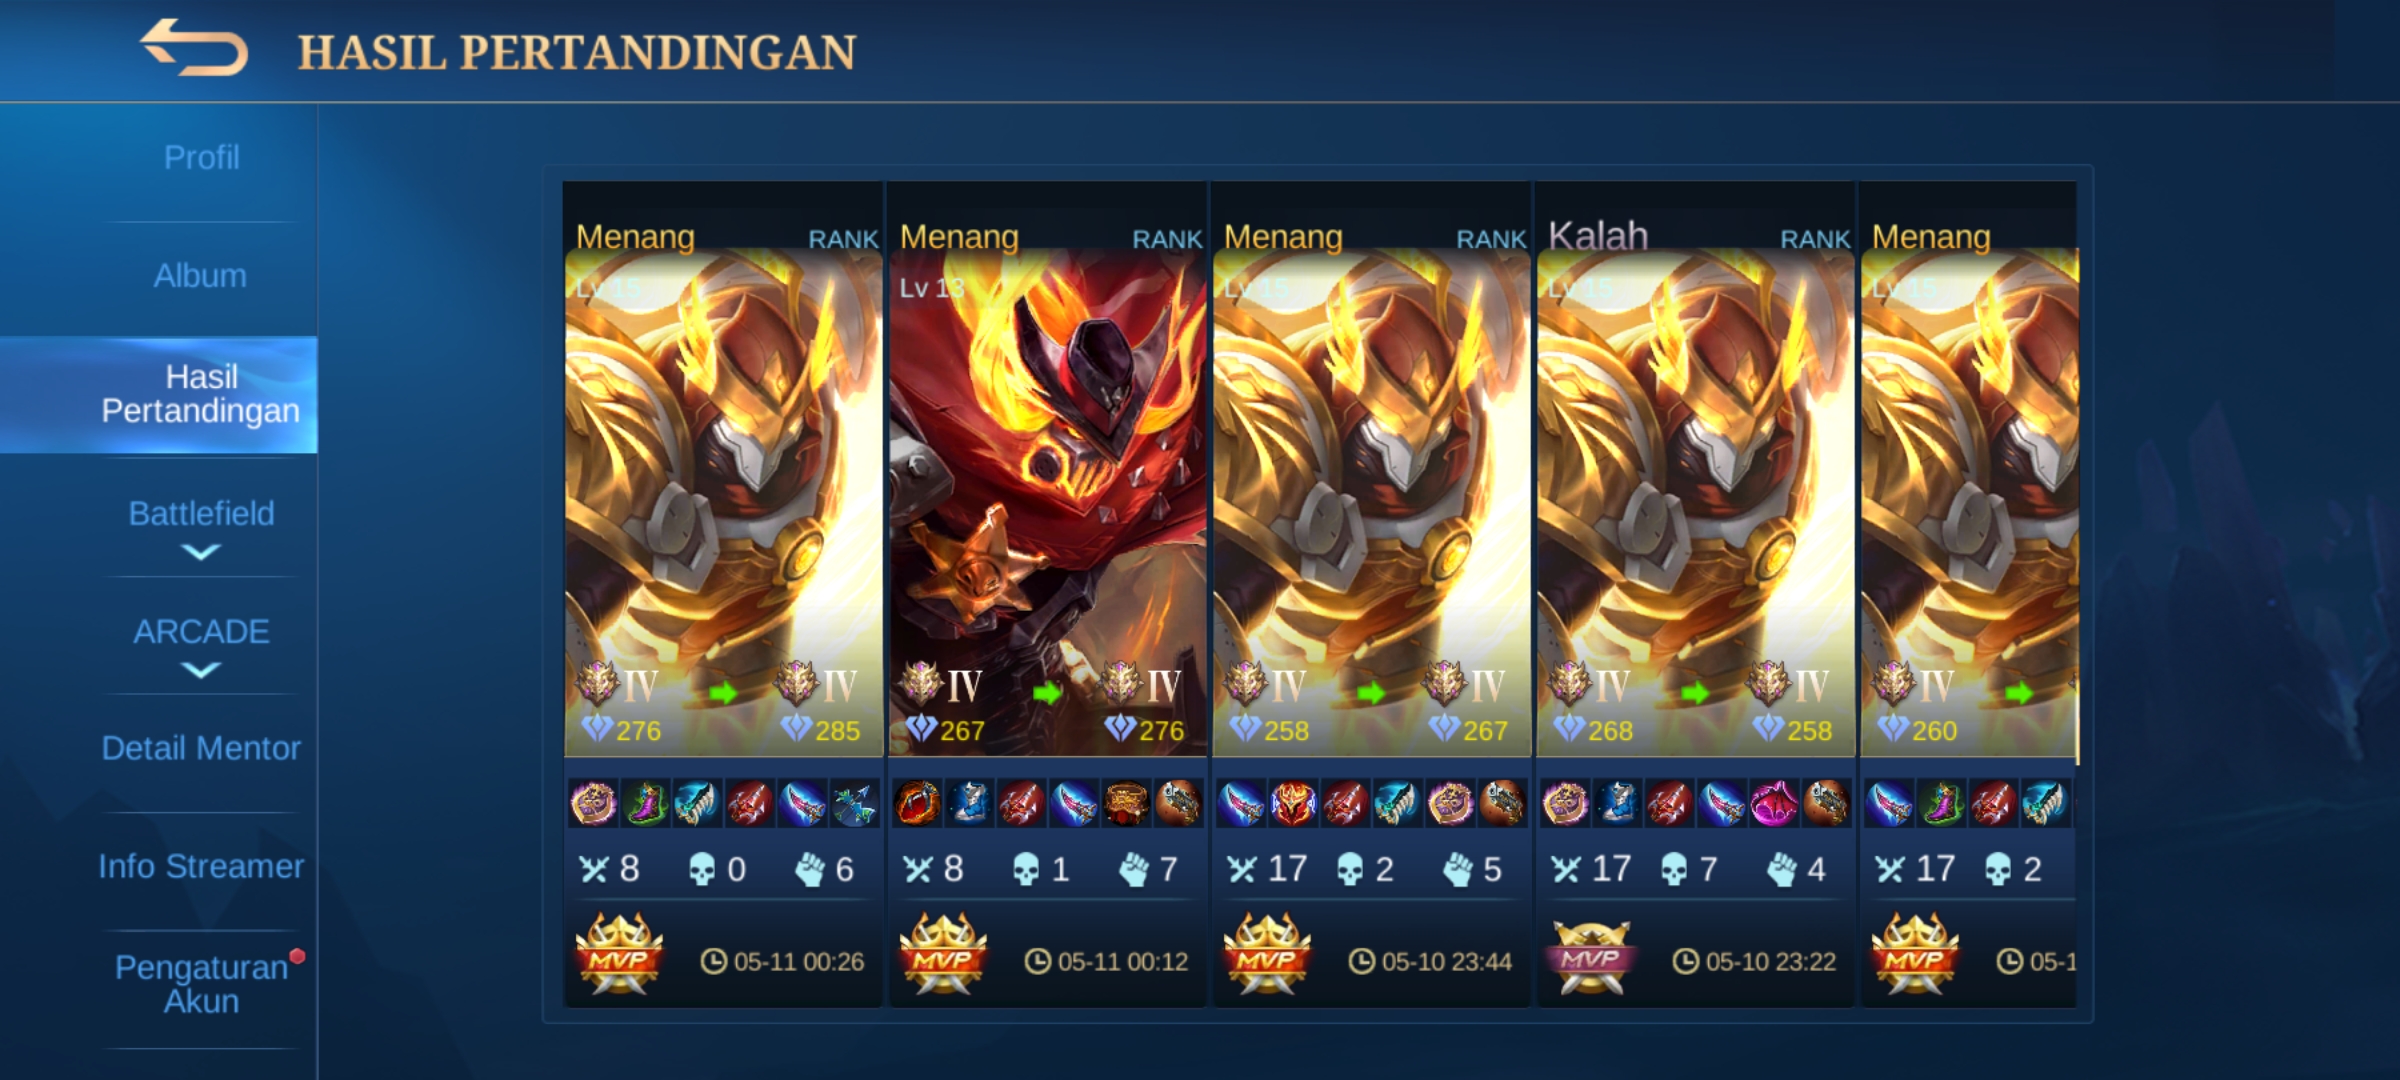 HASIL PERTANDINGAN
Profil
Album
Hasil
Pertandingan
Battlefield
ARCADE
Detail Mentor
Info Streamer
Pengaturan
Akun
Menang RANK
Lv 15
IV IV
276 285
8 0 6
MVP 05-11 00:26
Menang RANK
Lv 13
IV IV
267 276
8 1 7
MVP 05-11 00:12
Menang RANK
Lv 15
IV IV
258 267
17 2 5
MVP 05-10 23:44
Kalah RANK
Lv 15
IV IV
268 258
17 7 4
MVP 05-10 23:22
Menang
Lv 15
IV
260
17 2
MVP 05-1